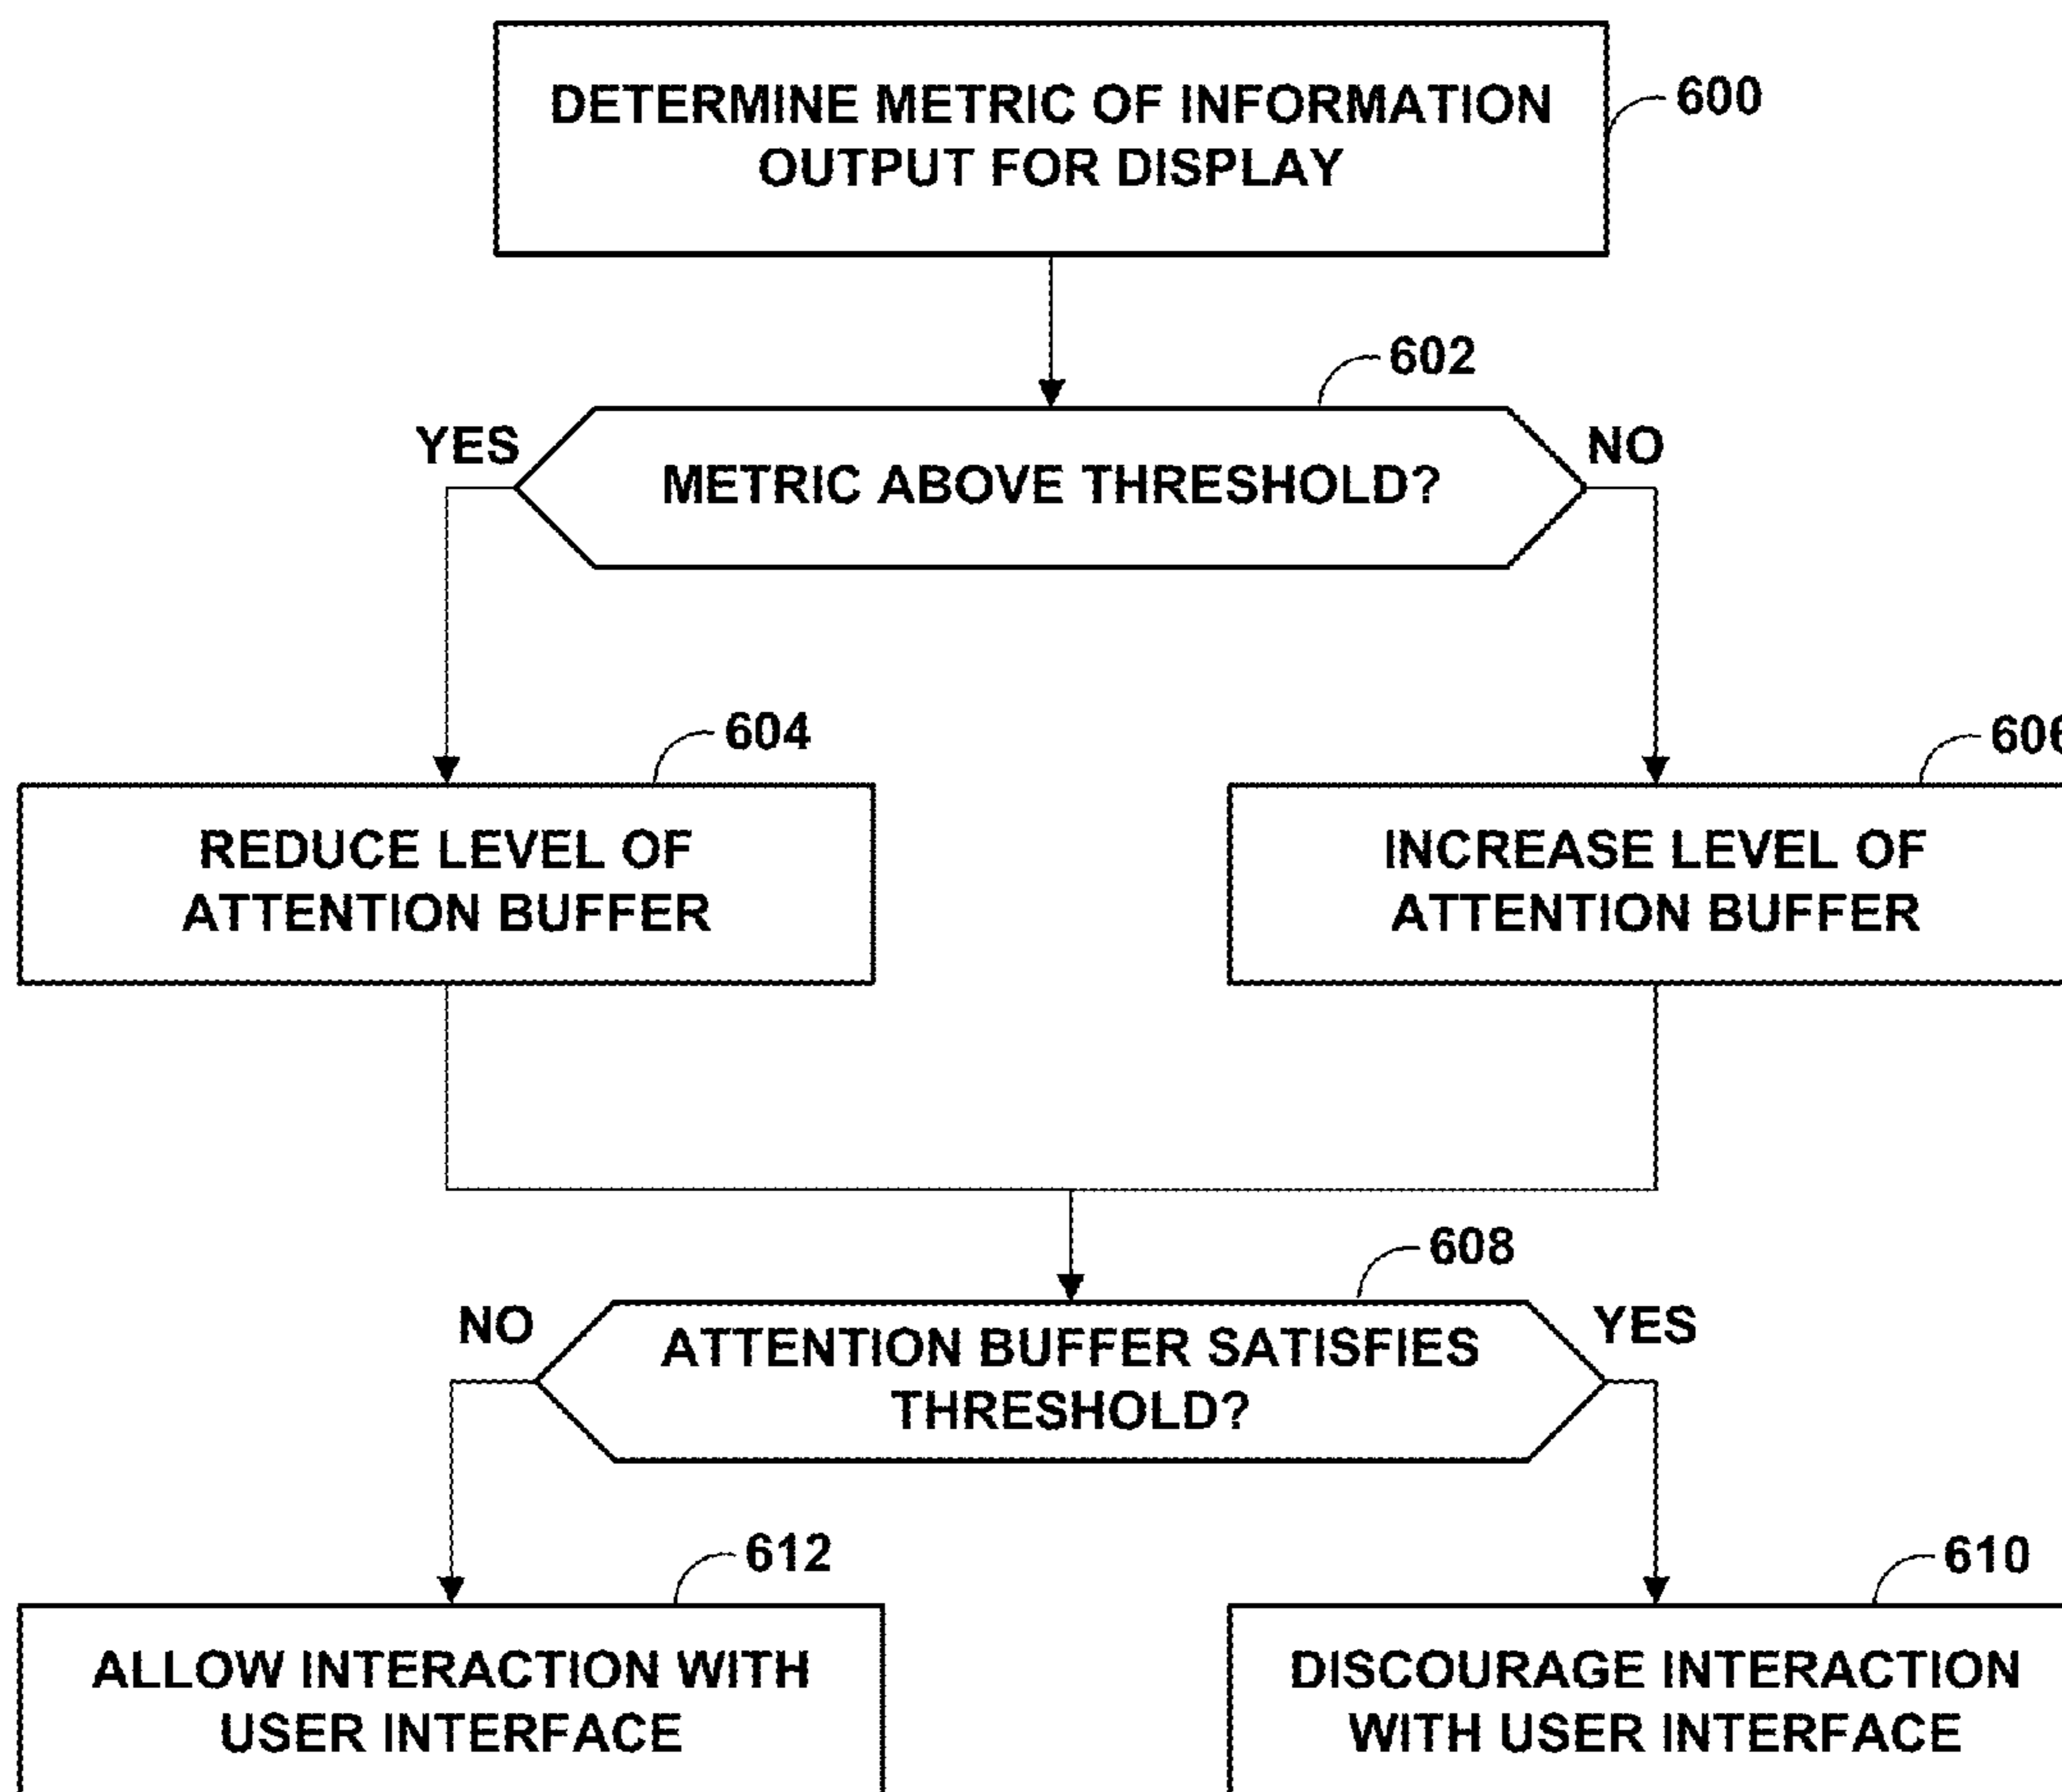 DETERMINE METRIC OF INFORMATION
OUTPUT FOR DISPLAY
600
602
YES
NO
METRIC ABOVE THRESHOLD?
604
606
REDUCE LEVEL OF
ATTENTION BUFFER
INCREASE LEVEL OF
ATTENTION BUFFER
608
NO
YES
ATTENTION BUFFER SATISFIES
THRESHOLD?
612
610
ALLOW INTERACTION WITH
USER INTERFACE
DISCOURAGE INTERACTION
WITH USER INTERFACE